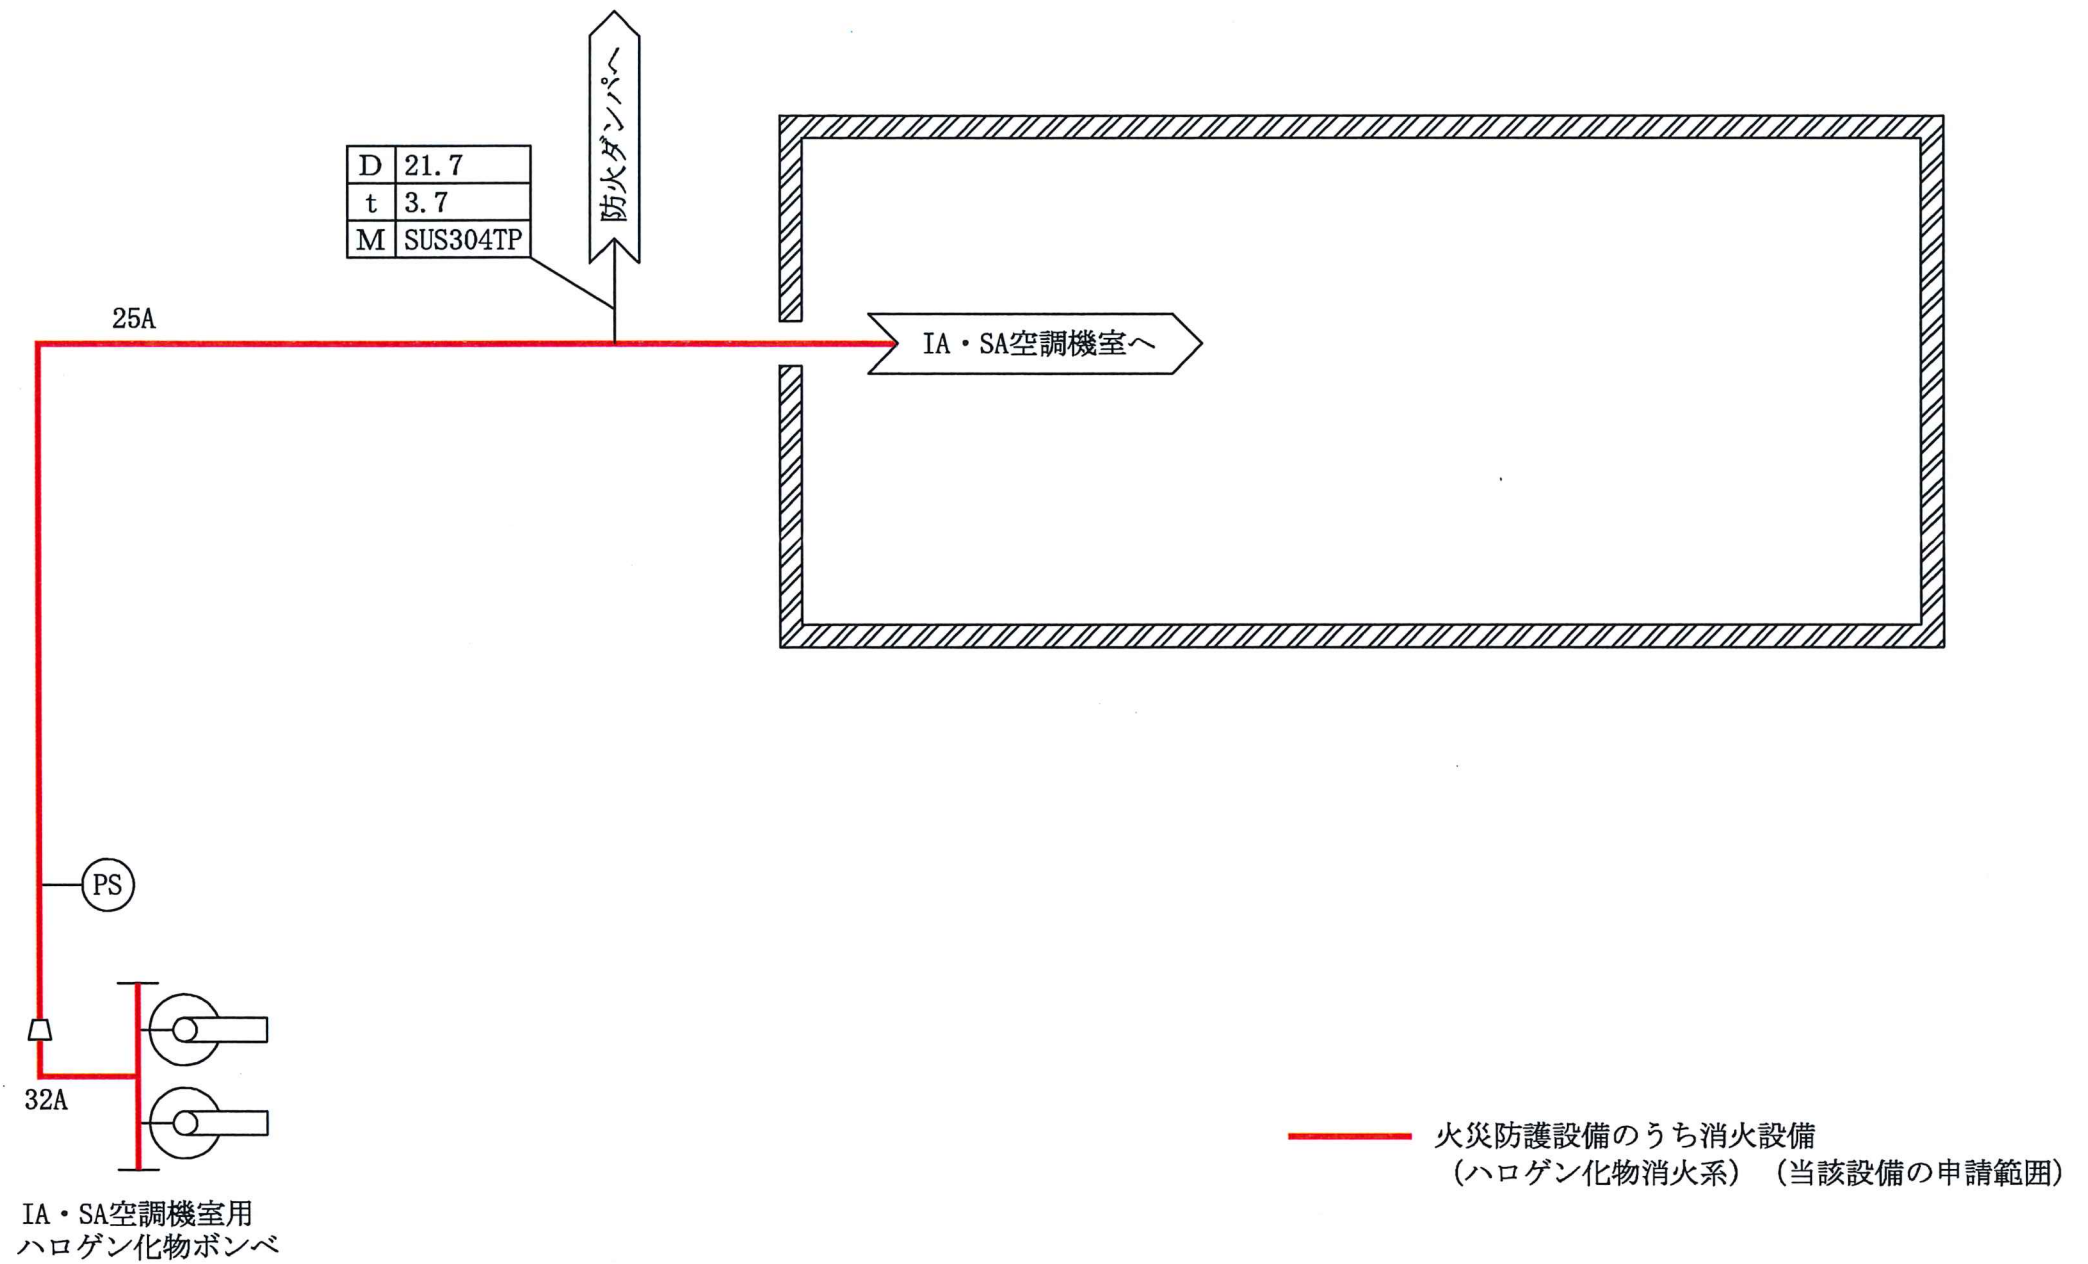 防火ダンパへ
D 21.7
t 3.7
M SUS304TP
25A
IA・SA空調機室へ
PS
32A
IA・SA空調機室用
ハロゲン化物ボンベ
火災防護設備のうち消火設備
（ハロゲン化物消火系）（当該設備の申請範囲）